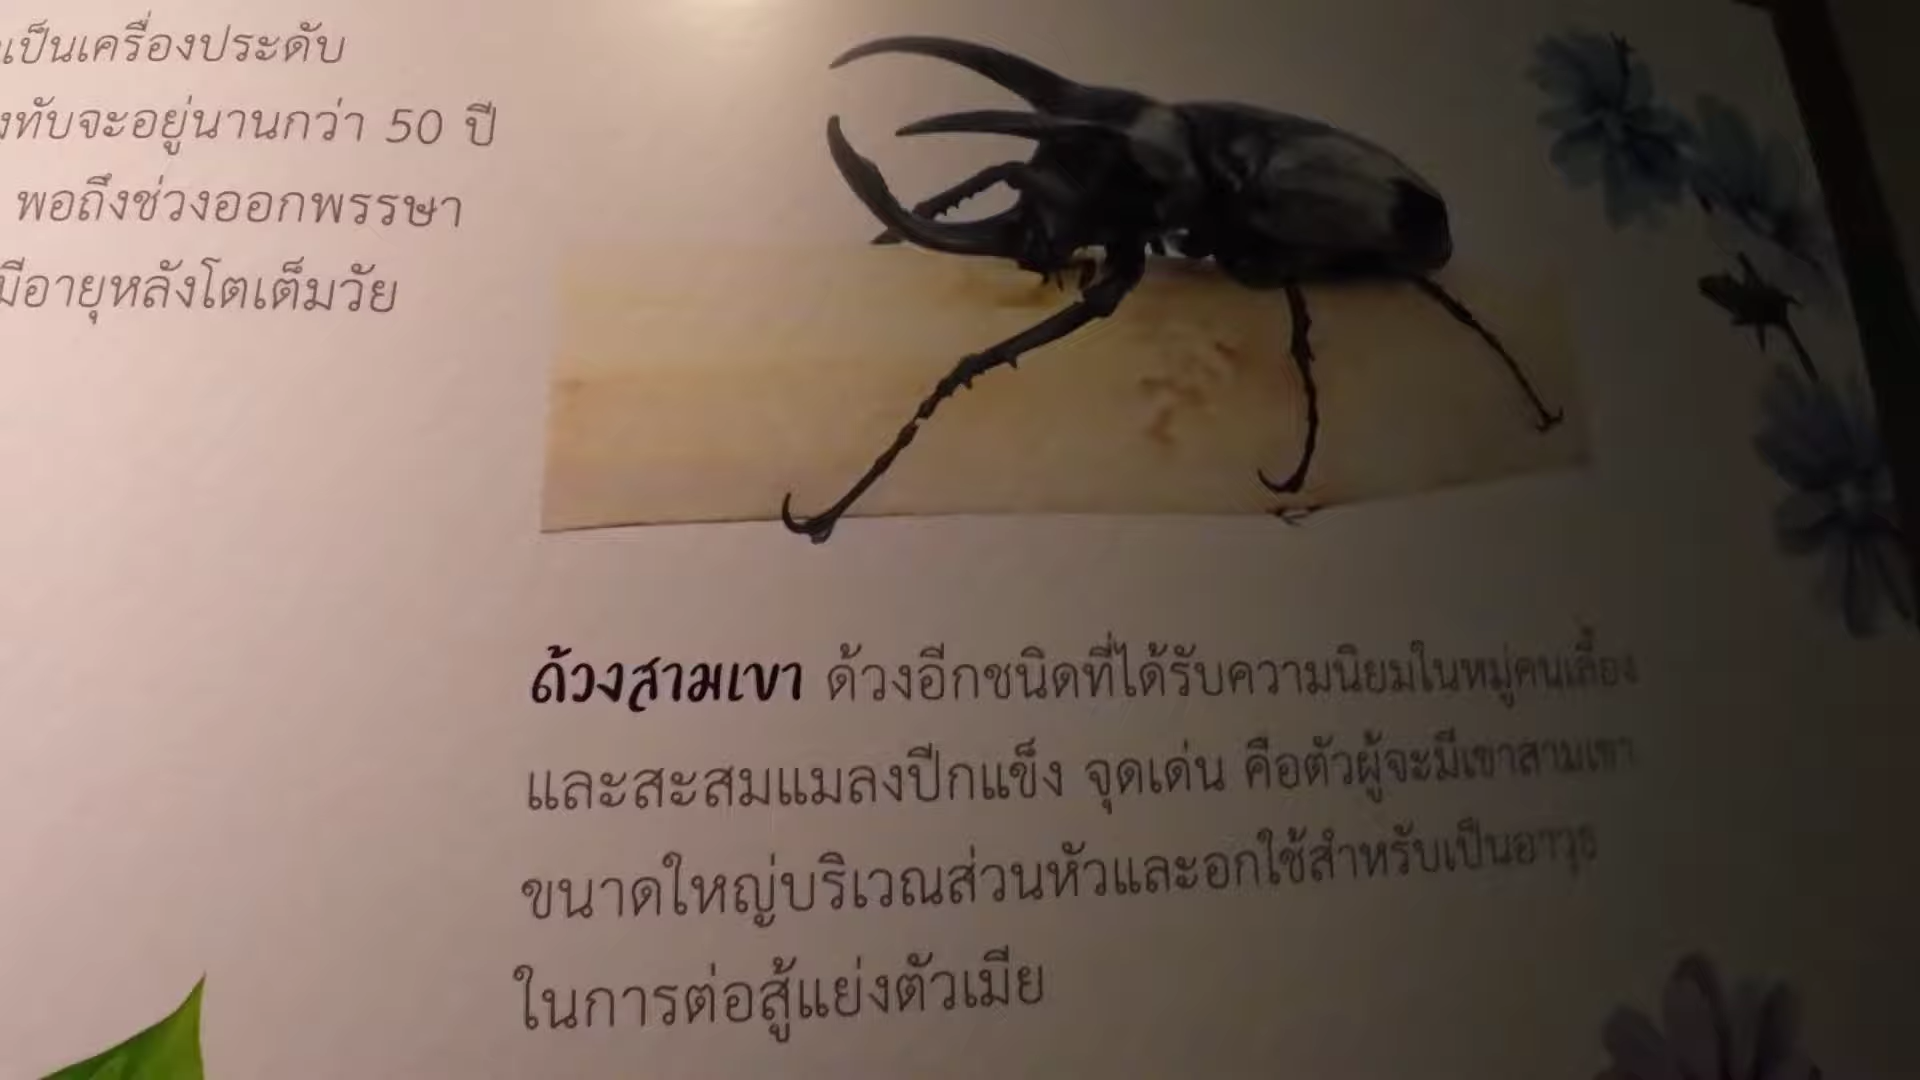 เป็นเครื่องประดับ
ทับจะอยู่นานกว่า 50 ปี
พอถึงช่วงออกพรรษา
มีอายุหลังโตเต็มวัย
ด้วงสามเขา ด้วงอีกชนิดที่ได้รับความนิยมในหมู่คนเลี้ยง
และสะสมแมลงปีกแข็ง จุดเด่น คือตัวผู้จะมีเขาสามเขา
ขนาดใหญ่บริเวณส่วนหัวและอกใช้สำหรับเป็นอาวุธ
ในการต่อสู้แย่งตัวเมีย